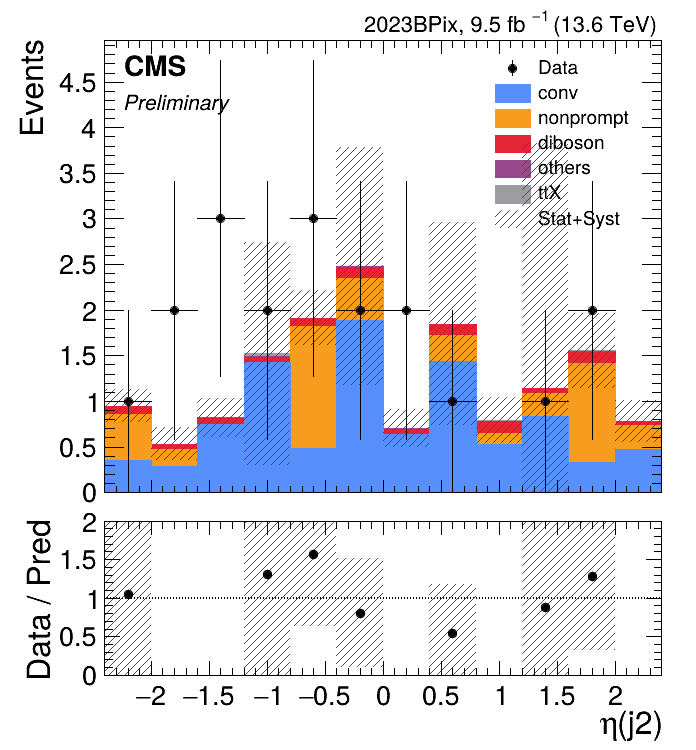 2023BPix, 9.5 fb⁻¹ (13.6 TeV)
CMS
Preliminary
Data
conv
nonprompt
diboson
others
ttX
Stat+Syst
Events
4.5
4
3.5
3
2.5
2
1.5
1
0.5
0
Data / Pred
2
1.5
1
0.5
0
−2 −1.5 −1 −0.5 0 0.5 1 1.5 2
η(j2)